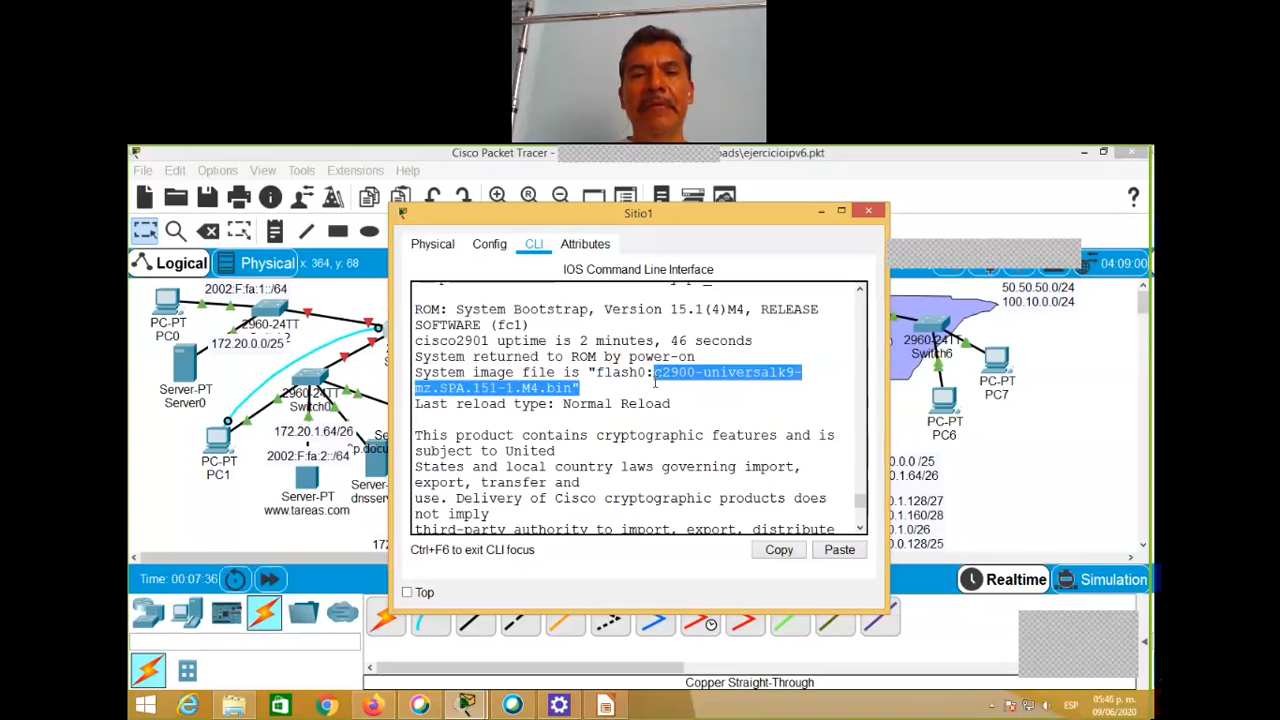 Cisco Packet Tracer - oads\ejercicioipv6.pkt
File Edit Options View Tools Extensions Help
Sitio1
Physical Config CLI Attributes
Logical Physical x: 364, y: 68
04:09:00
IOS Command Line Interface
ROM: System Bootstrap, Version 15.1(4)M4, RELEASE
SOFTWARE (fc1)
cisco2901 uptime is 2 minutes, 46 seconds
System returned to ROM by power-on
System image file is "flash0:c2900-universalk9-
mz.SPA.151-1.M4.bin"
Last reload type: Normal Reload
This product contains cryptographic features and is
subject to United
States and local country laws governing import,
export, transfer and
use. Delivery of Cisco cryptographic products does
not imply
third-party authority to import, export, distribute
Ctrl+F6 to exit CLI focus
Copy Paste
Top
2002:F:fa:1::/64
PC-PT
PC0
2960-24TT
172.20.0.0/25
Server-PT
Server0
2960-24TT
Switch0
172.20.1.64/26
PC-PT
PC1
2002:F:fa:2::/64
Server-PT
www.tareas.com
Server-PT
dnsserv
50.50.50.0/24
100.10.0.0/24
2960-24TT
Switch6
PC-PT
PC7
PC-PT
PC6
0.0.0 /25
0.1.64/26
0.1.128/27
0.1.160/28
0.1.0/26
0.0.128/25
Time: 00:07:36
Realtime Simulation
Copper Straight-Through
ESP
05:46 p. m.
09/06/2020